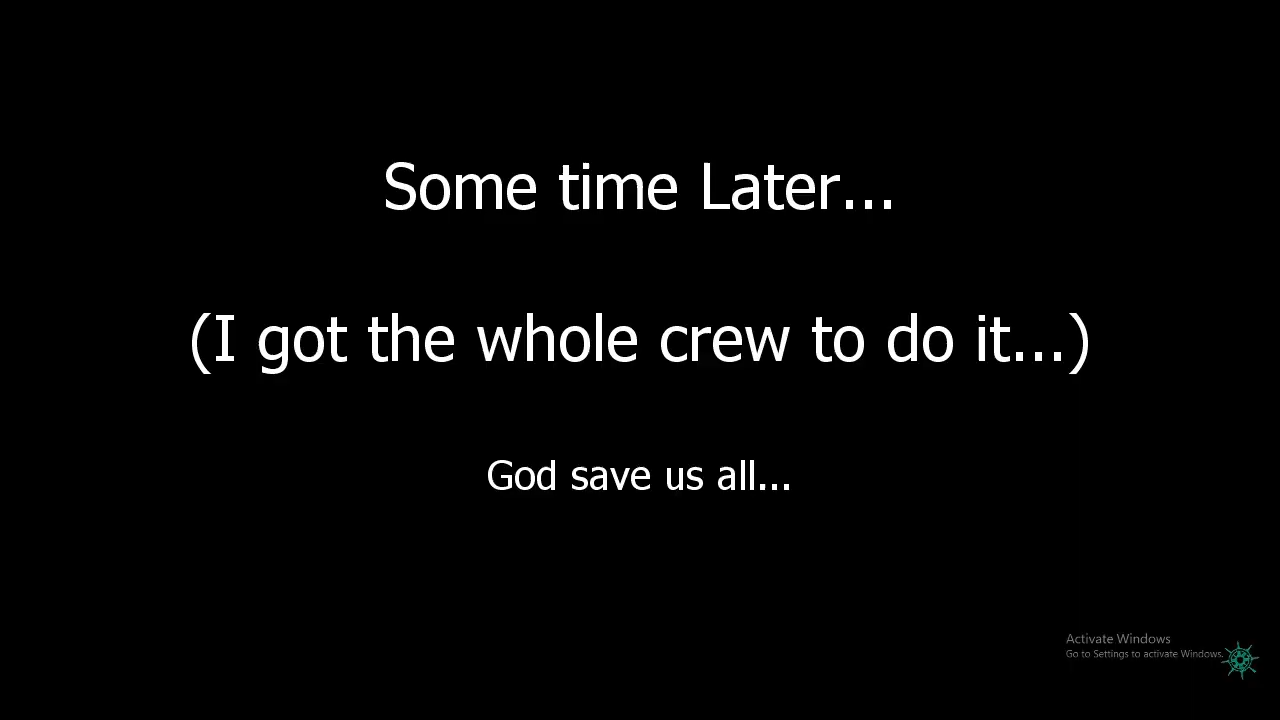 Some time Later...
(I got the whole crew to do it...)
God save us all...
Activate Windows
Go to Settings to activate Windows.